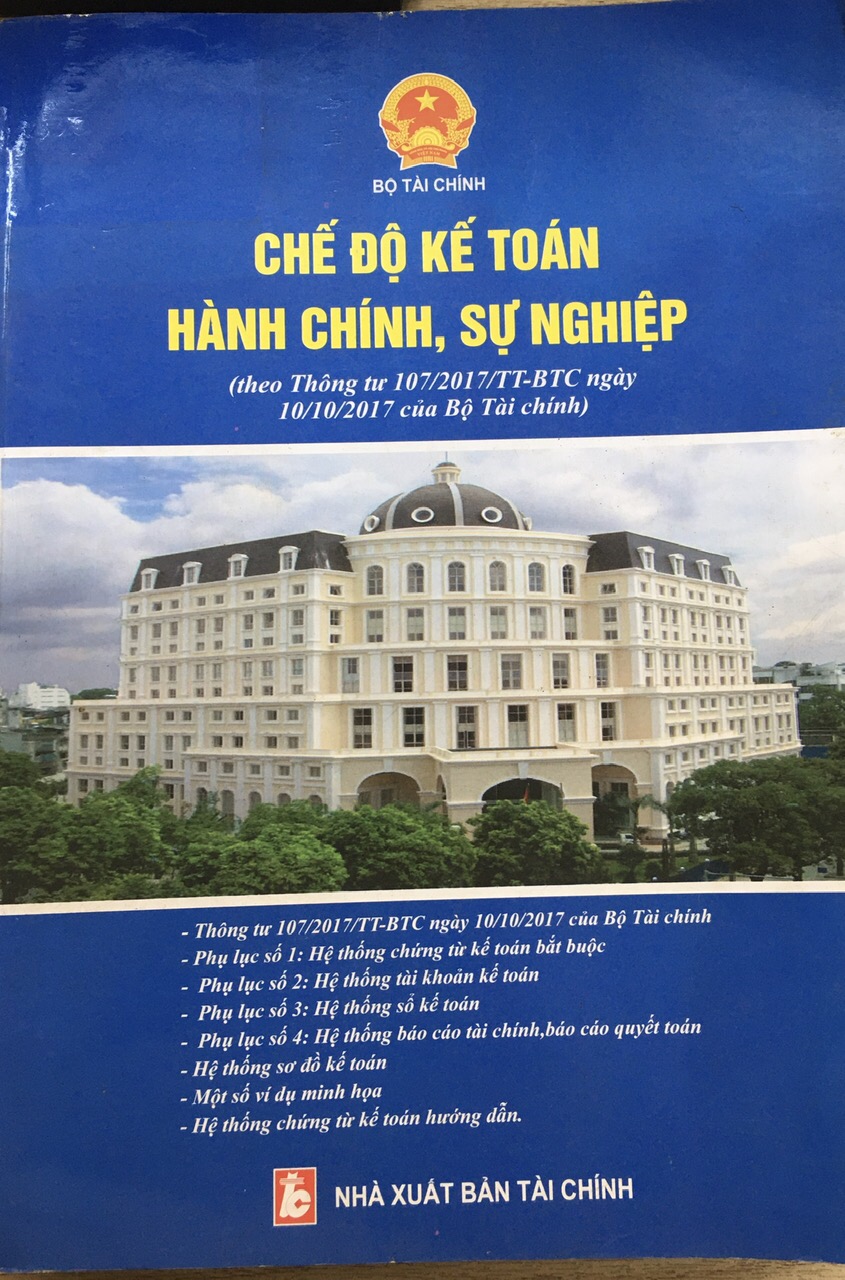 BỘ TÀI CHÍNH
CHẾ ĐỘ KẾ TOÁN
HÀNH CHÍNH, SỰ NGHIỆP
(theo Thông tư 107/2017/TT-BTC ngày
10/10/2017 của Bộ Tài chính)
- Thông tư 107/2017/TT-BTC ngày 10/10/2017 của Bộ Tài chính
- Phụ lục số 1: Hệ thống chứng từ kế toán bắt buộc
- Phụ lục số 2: Hệ thống tài khoản kế toán
- Phụ lục số 3: Hệ thống sổ kế toán
- Phụ lục số 4: Hệ thống báo cáo tài chính,báo cáo quyết toán
- Hệ thống sơ đồ kế toán
- Một số ví dụ minh họa
- Hệ thống chứng từ kế toán hướng dẫn.
tc NHÀ XUẤT BẢN TÀI CHÍNH